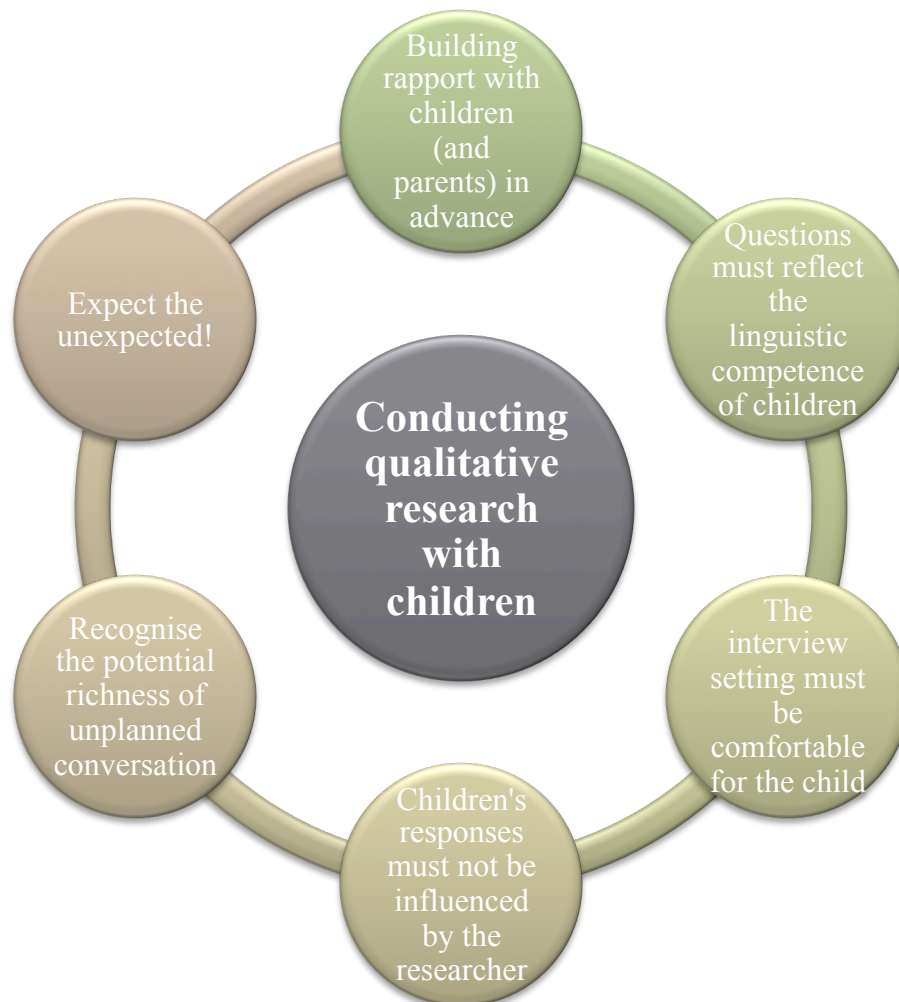 Building
rapport with
children
(and
parents) in
advance
Questions
must reflect
the
linguistic
competence
of children
The
interview
setting must
be
comfortable
for the child
Children's
responses
must not be
influenced
by the
researcher
Recognise
the potential
richness of
unplanned
conversation
Expect the
unexpected!
Conducting
qualitative
research
with
children